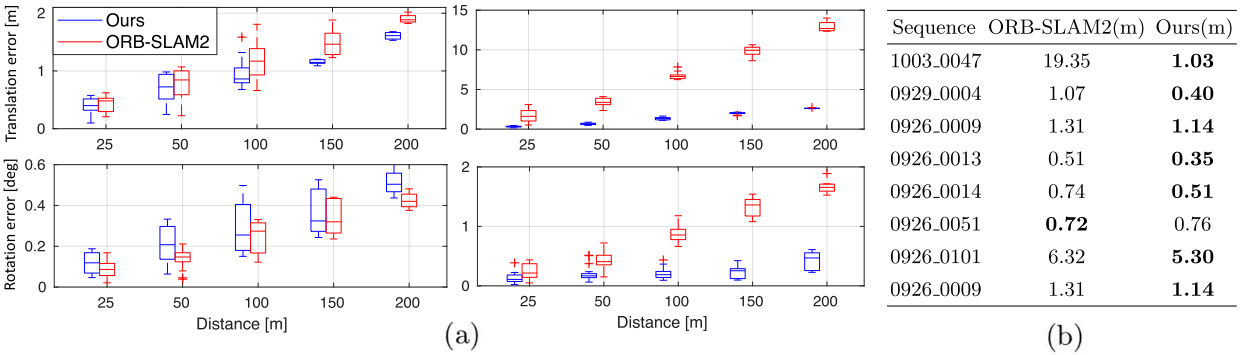 Translation error [m]
2
1
0
Ours
ORB-SLAM2
25 50 100 150 200
15
10
5
0
25 50 100 150 200
Rotation error [deg]
0.6
0.4
0.2
0
25 50 100 150 200
Distance [m]
2
1
0
25 50 100 150 200
Distance [m]
(a)
Sequence ORB-SLAM2(m) Ours(m)
1003_0047 19.35 1.03
0929_0004 1.07 0.40
0926_0009 1.31 1.14
0926_0013 0.51 0.35
0926_0014 0.74 0.51
0926_0051 0.72 0.76
0926_0101 6.32 5.30
0926_0009 1.31 1.14
(b)